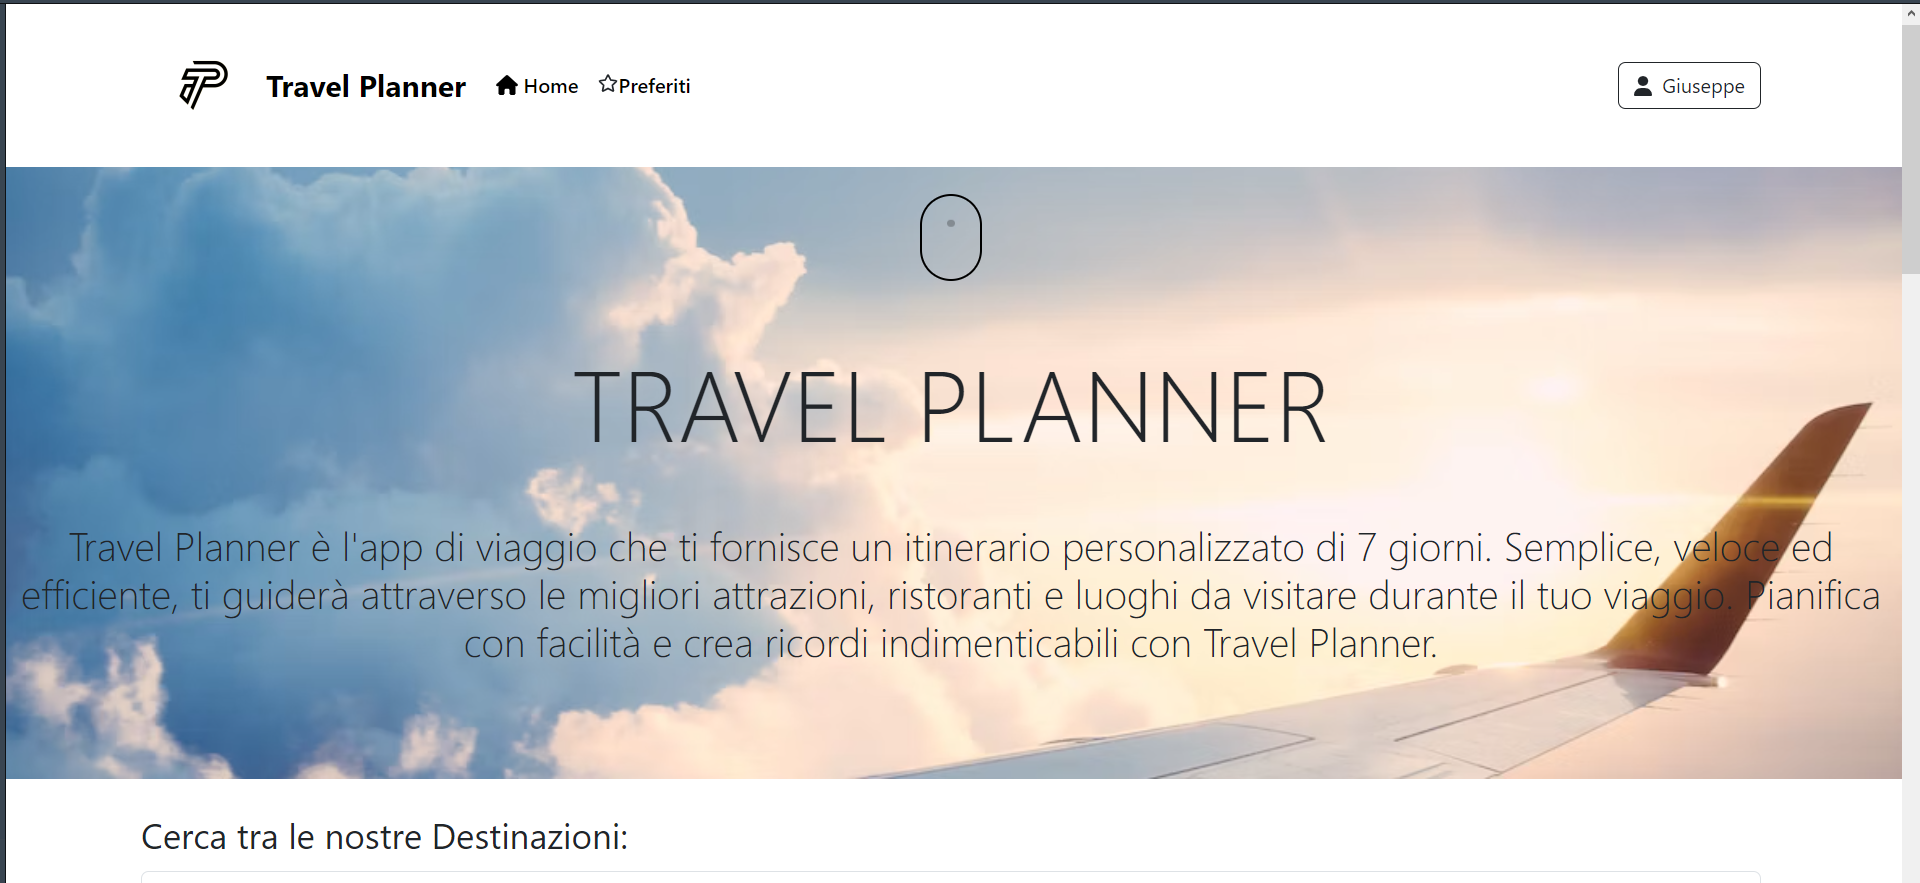 Travel Planner
Home
Preferiti
Giuseppe
TRAVEL PLANNER
Travel Planner è l'app di viaggio che ti fornisce un itinerario personalizzato di 7 giorni. Semplice, veloce ed
efficiente, ti guiderà attraverso le migliori attrazioni, ristoranti e luoghi da visitare durante il tuo viaggio. Pianifica
con facilità e crea ricordi indimenticabili con Travel Planner.
Cerca tra le nostre Destinazioni: